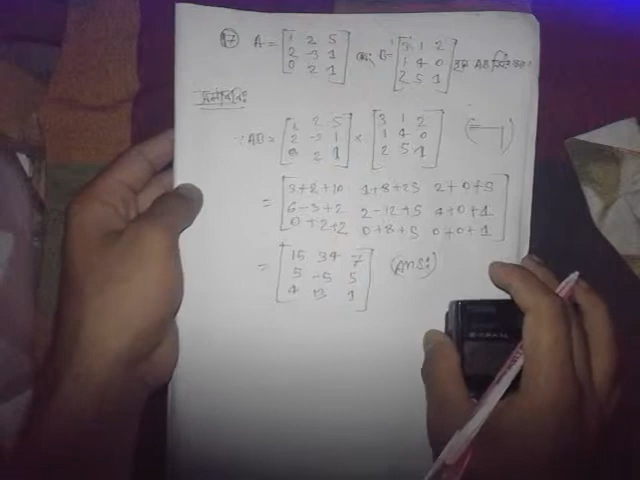 17 A = [1 2 5 B = [3 1 2
2 -3 1 1 4 0
0 2 1] 2 5 1] হলে AB নির্ণয় কর।
∴ AB = [1 2 5 × [3 1 2
2 -3 1 1 4 0
0 2 1] 2 5 1]
= [3+2+10 1+8+25 2+0+5
6-3+2 2-12+5 4+0+1
0+2+2 0+8+5 0+0+1]
= [15 34 7 (Ans:)
5 -5 5
4 13 1]